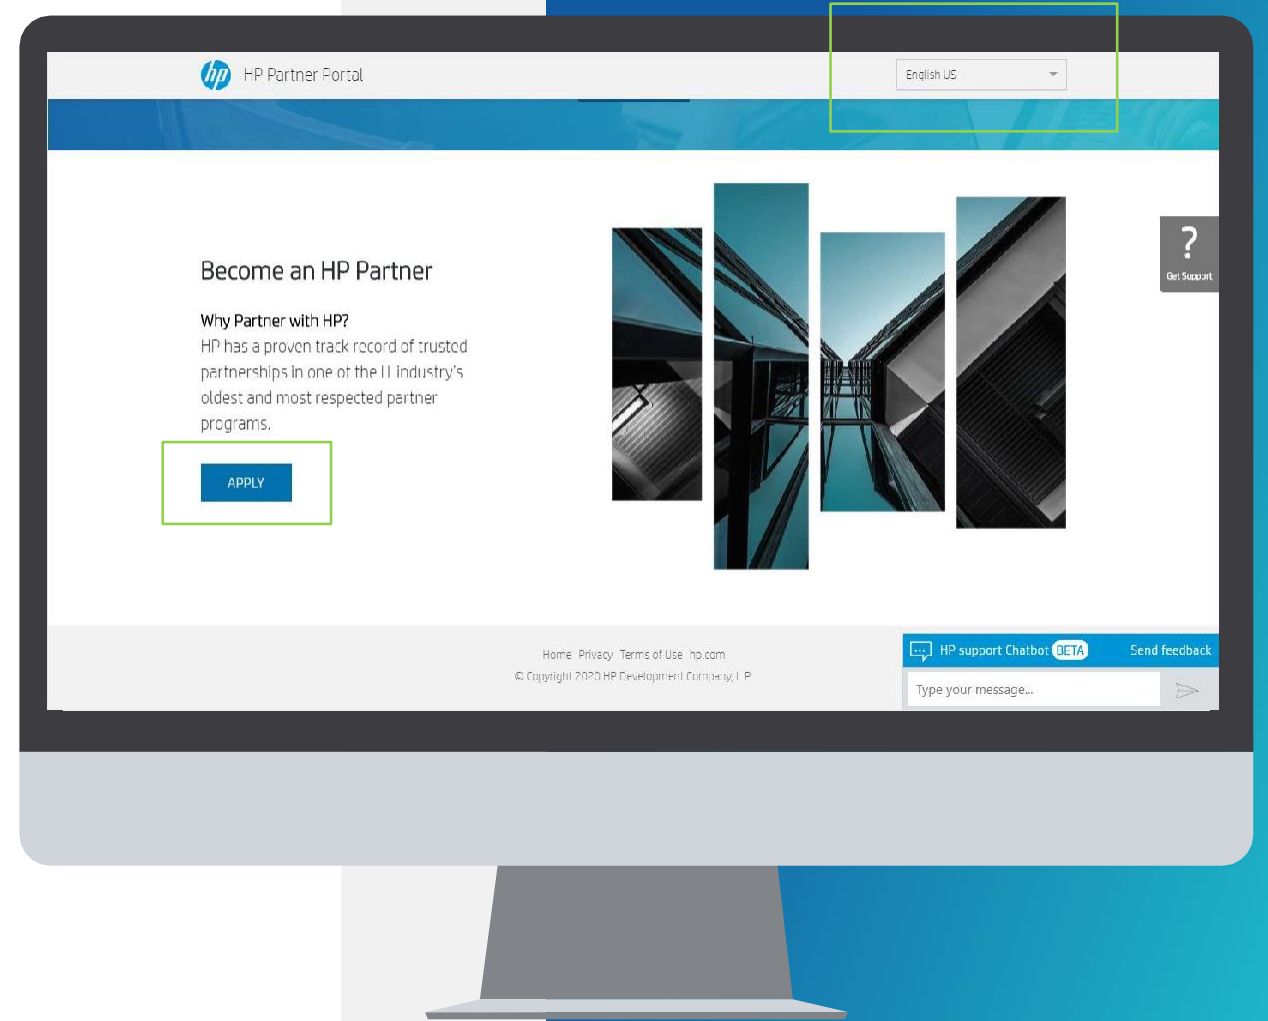 hp HP Partner Portal
English US
?
Get Support
Become an HP Partner
Why Partner with HP?
HP has a proven track record of trusted
partnerships in one of the IT industry's
oldest and most respected partner
programs.
APPLY
Home Privacy Terms of Use hp.com
© Copyright 2020 HP Development Company, L.P.
HP support Chatbot BETA Send feedback
Type your message...